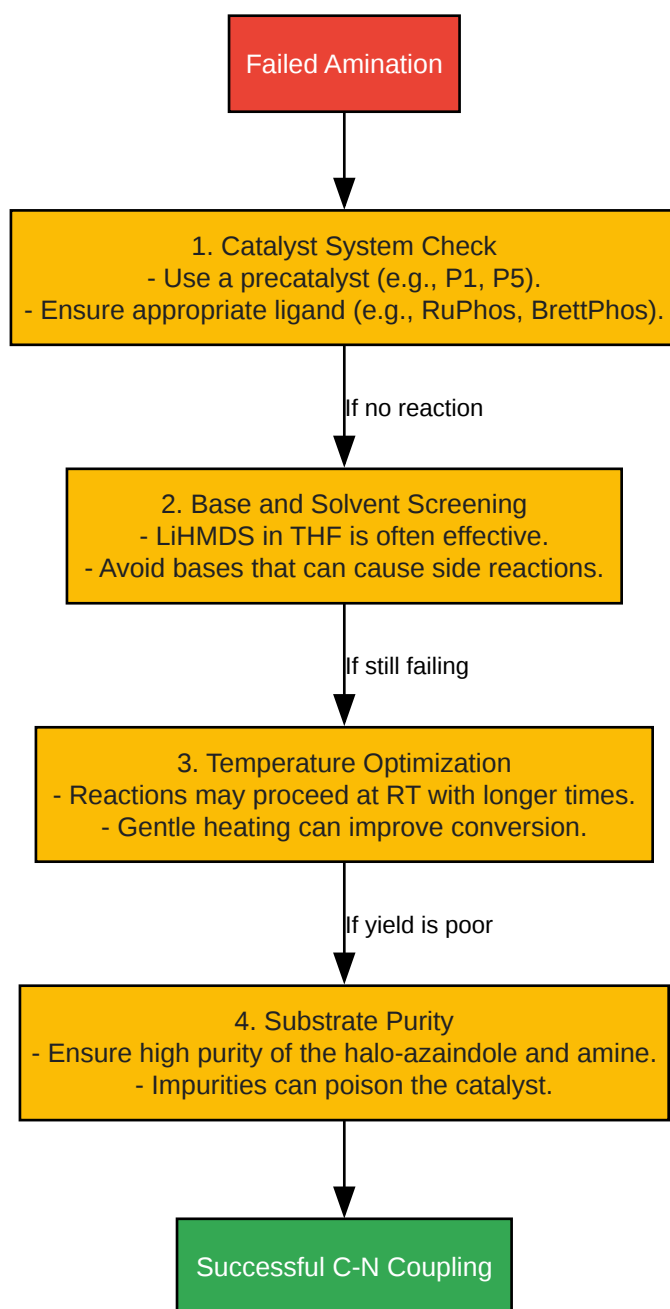 Failed Amination
1. Catalyst System Check
- Use a precatalyst (e.g., P1, P5).
- Ensure appropriate ligand (e.g., RuPhos, BrettPhos).
If no reaction
2. Base and Solvent Screening
- LiHMDS in THF is often effective.
- Avoid bases that can cause side reactions.
If still failing
3. Temperature Optimization
- Reactions may proceed at RT with longer times.
- Gentle heating can improve conversion.
If yield is poor
4. Substrate Purity
- Ensure high purity of the halo-azaindole and amine.
- Impurities can poison the catalyst.
Successful C-N Coupling